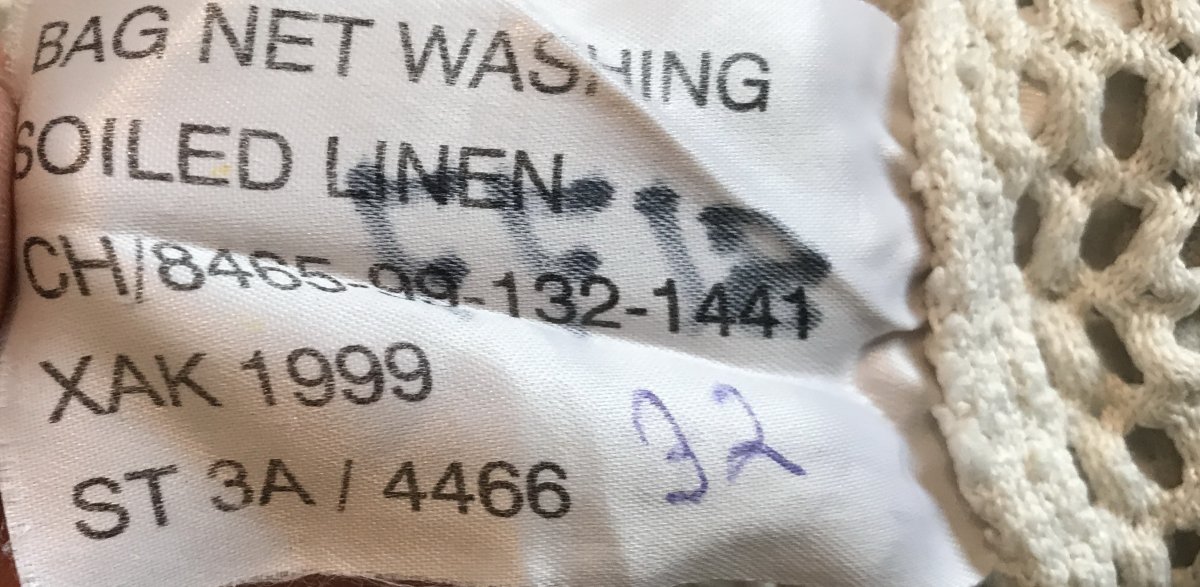 BAG NET WASHING
SOILED LINEN
CH/8465-99-132-1441
XAK 1999
ST 3A / 4466
32